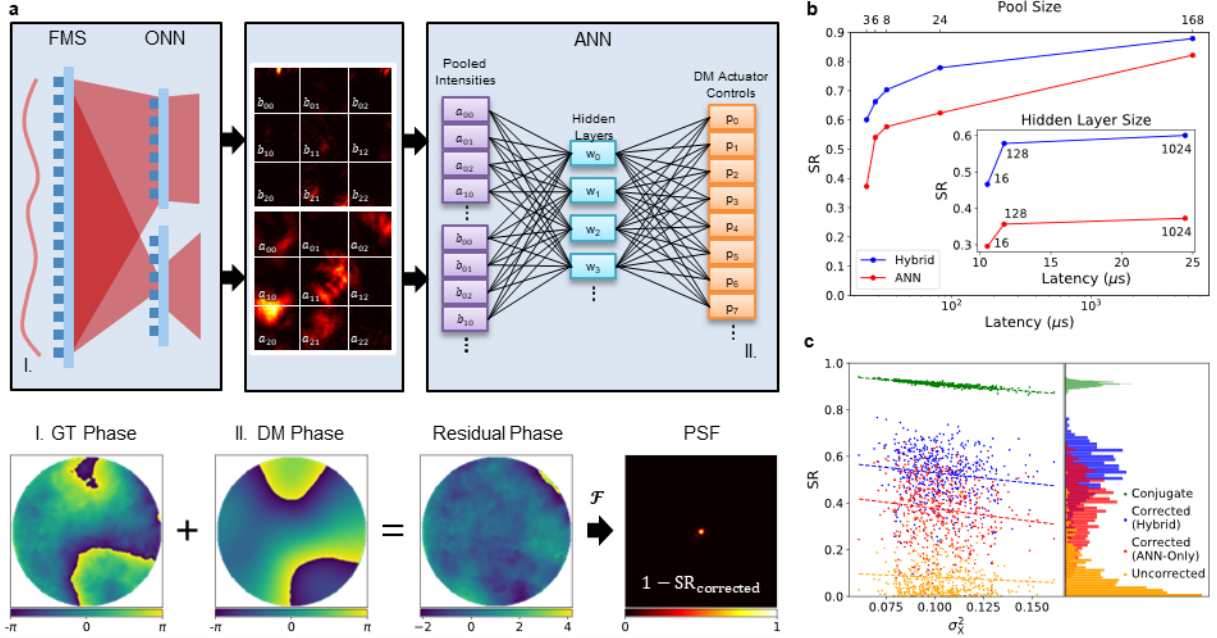 a
FMS
ONN
I.
b₀₀
b₀₁
b₀₂
b₁₀
b₁₁
b₁₂
b₂₀
b₂₁
b₂₂
a₀₀
a₀₁
a₀₂
a₁₀
a₁₁
a₁₂
a₂₀
a₂₁
a₂₂
ANN
Pooled
Intensities
a₀₀
a₀₁
a₀₂
a₁₀
b₀₀
b₀₁
b₀₂
b₁₀
Hidden
Layers
w₀
w₁
w₂
w₃
DM Actuator
Controls
p₀
p₁
p₂
p₃
p₄
p₅
p₆
p₇
II.
I. GT Phase
-π 0 π
+
II. DM Phase
-π 0 π
=
Residual Phase
−2 0 2 4
ℱ
PSF
1 − SR_corrected
0 1
b
Pool Size
3 6 8 24 168
0.9
0.8
0.7
0.6
0.5
0.4
0.3
0.2
0.1
0.0
SR
Hybrid
ANN
10² 10³
Latency (μs)
Hidden Layer Size
0.6
0.5
0.4
0.3
SR
16
128
1024
16
128
1024
10 15 20 25
Latency (μs)
c
1.0
0.8
0.6
0.4
0.2
0.0
SR
0.075 0.100 0.125 0.150
σ²_χ
Conjugate
Corrected
(Hybrid)
Corrected
(ANN-Only)
Uncorrected